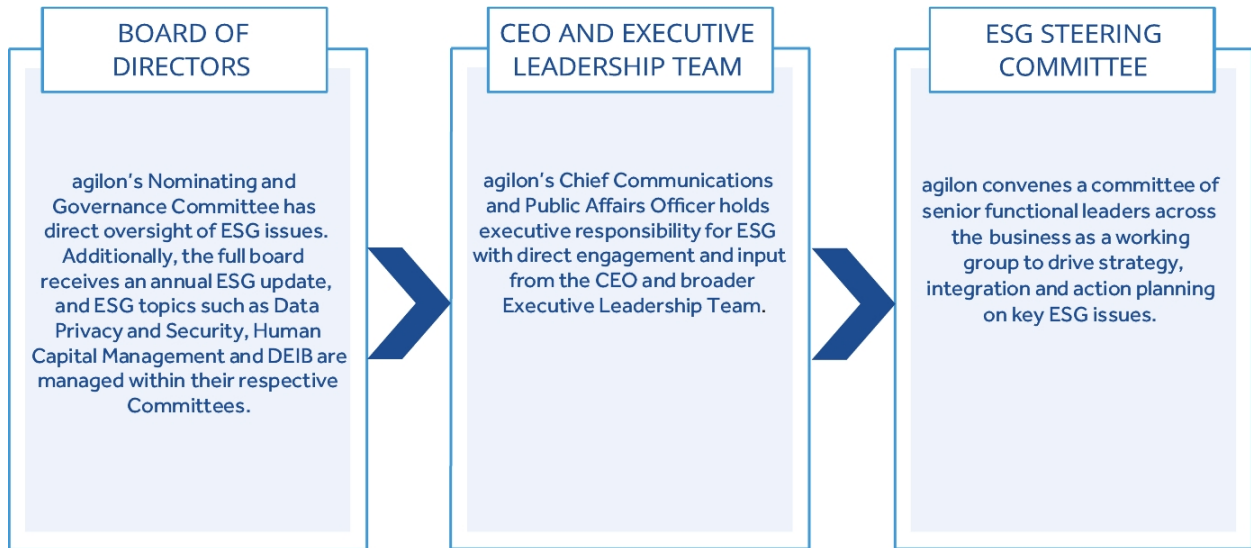 BOARD OF
DIRECTORS
agilon's Nominating and
Governance Committee has
direct oversight of ESG issues.
Additionally, the full board
receives an annual ESG update,
and ESG topics such as Data
Privacy and Security, Human
Capital Management and DEIB are
managed within their respective
Committees.
CEO AND EXECUTIVE
LEADERSHIP TEAM
agilon's Chief Communications
and Public Affairs Officer holds
executive responsibility for ESG
with direct engagement and input
from the CEO and broader
Executive Leadership Team.
ESG STEERING
COMMITTEE
agilon convenes a committee of
senior functional leaders across
the business as a working
group to drive strategy,
integration and action planning
on key ESG issues.